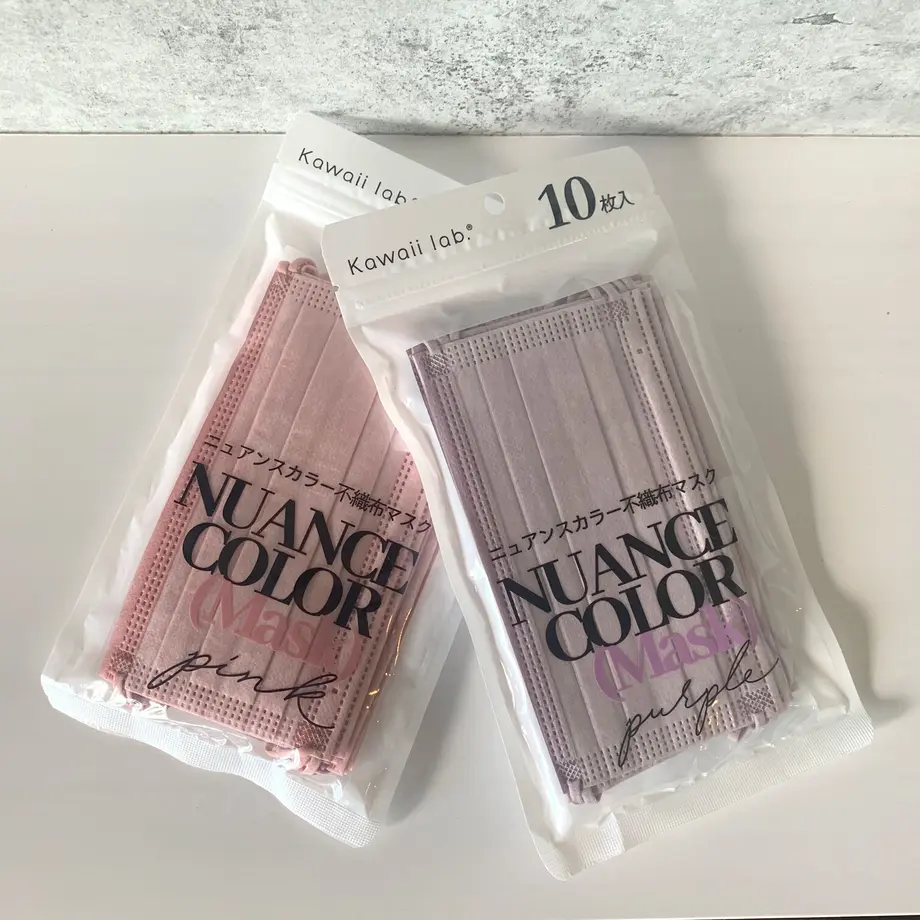 Kawaii lab.
ニュアンスカラー不織布マスク
NUANCE
COLOR
(Mask)
pink
Kawaii lab.®
10枚入
ニュアンスカラー不織布マスク
NUANCE
COLOR
(Mask)
purple